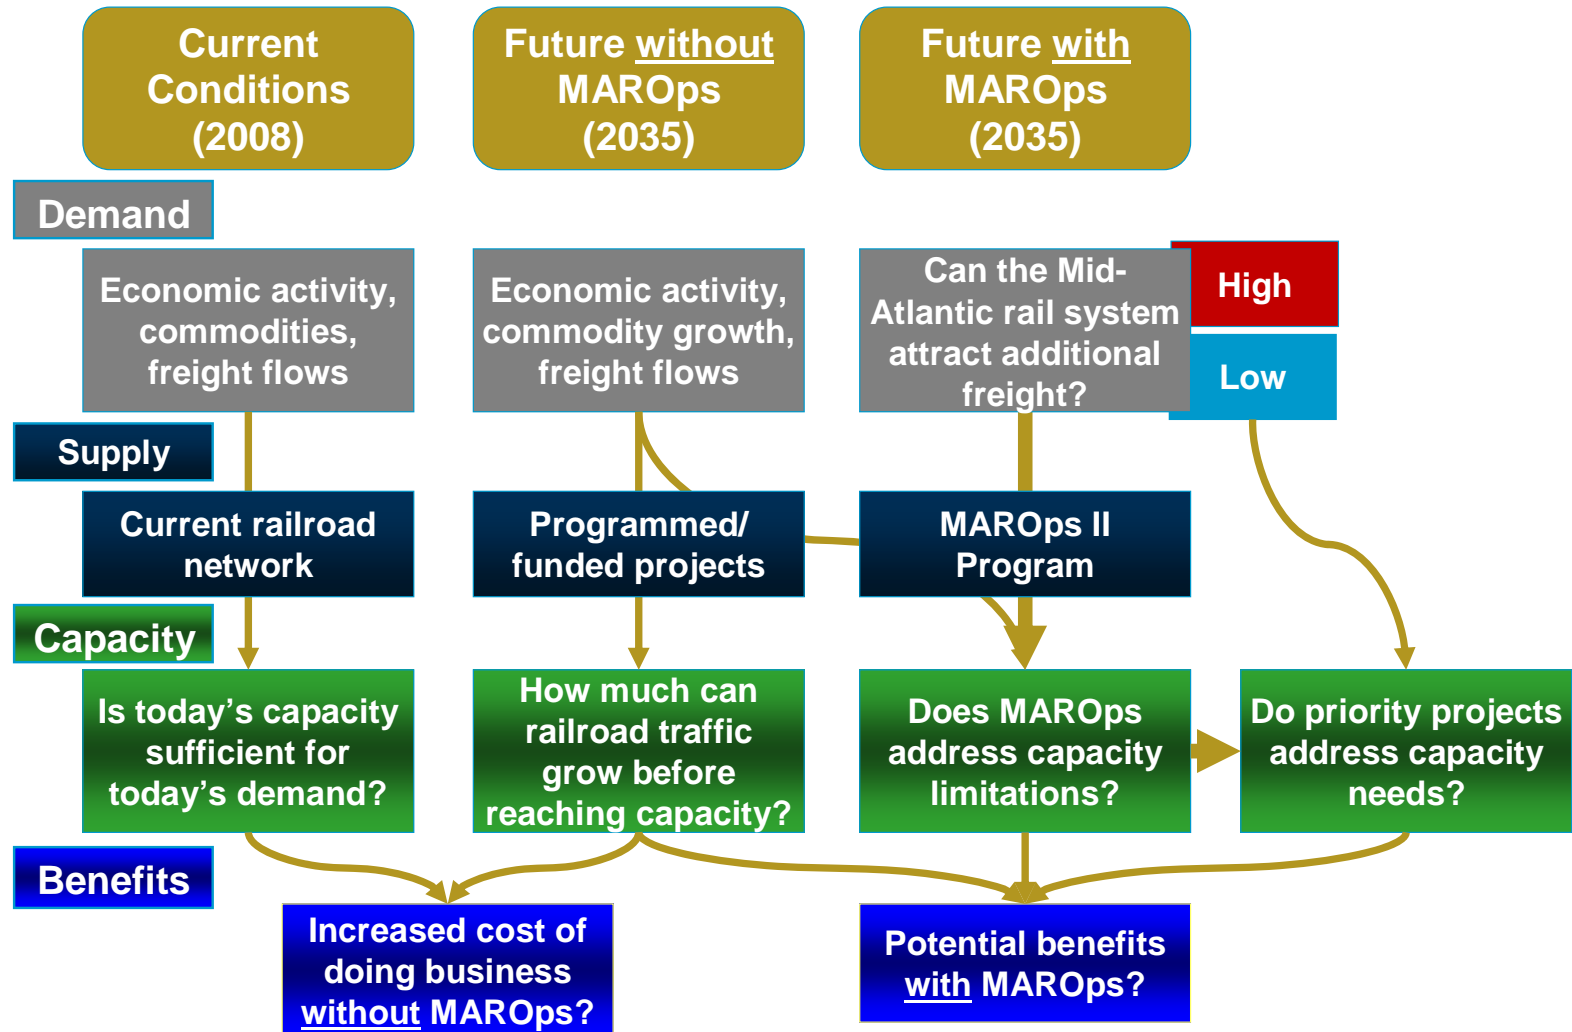 Current
Conditions
(2008)
Future without
MAROps
(2035)
Future with
MAROps
(2035)
Demand
Economic activity,
commodities,
freight flows
Economic activity,
commodity growth,
freight flows
Can the Mid-
Atlantic rail system
attract additional
freight?
High
Low
Supply
Current railroad
network
Programmed/
funded projects
MAROps II
Program
Capacity
Is today’s capacity
sufficient for
today’s demand?
How much can
railroad traffic
grow before
reaching capacity?
Does MAROps
address capacity
limitations?
Do priority projects
address capacity
needs?
Benefits
Increased cost of
doing business
without MAROps?
Potential benefits
with MAROps?